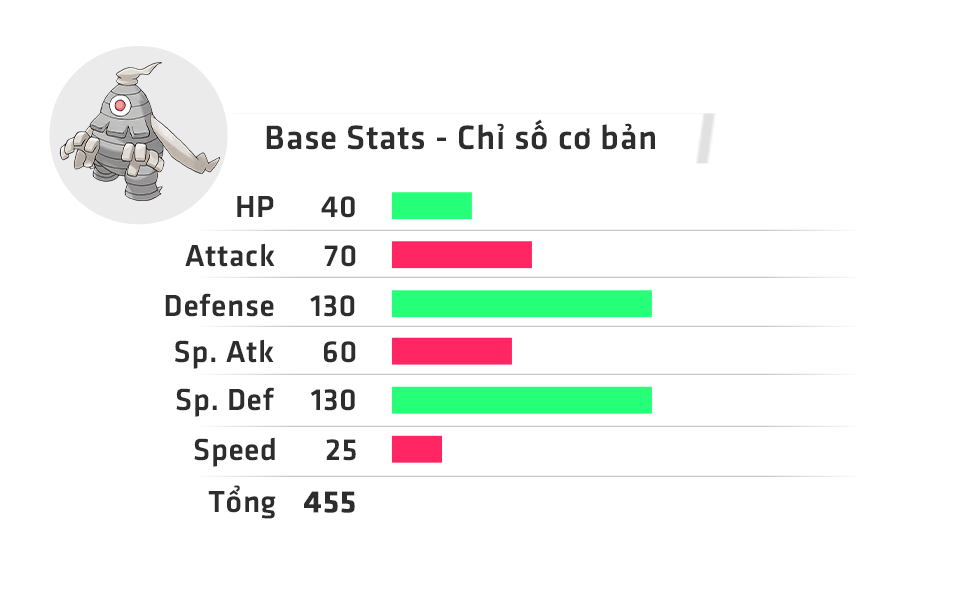 Base Stats - Chỉ số cơ bản
HP 40
Attack 70
Defense 130
Sp. Atk 60
Sp. Def 130
Speed 25
Tổng 455